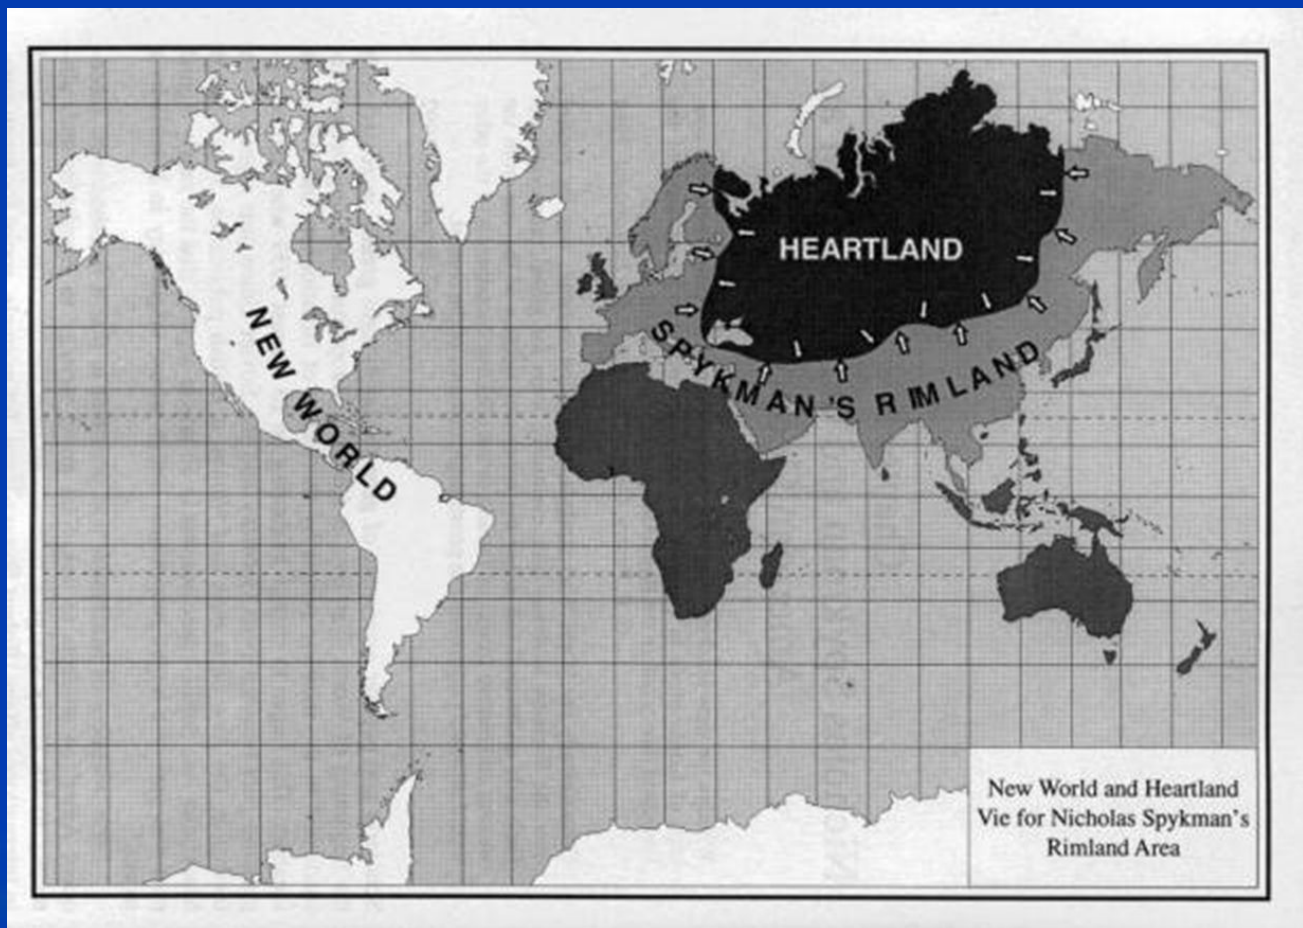 NEW WORLD
HEARTLAND
SPYKMAN'S RIMLAND
New World and Heartland
Vie for Nicholas Spykman's
Rimland Area